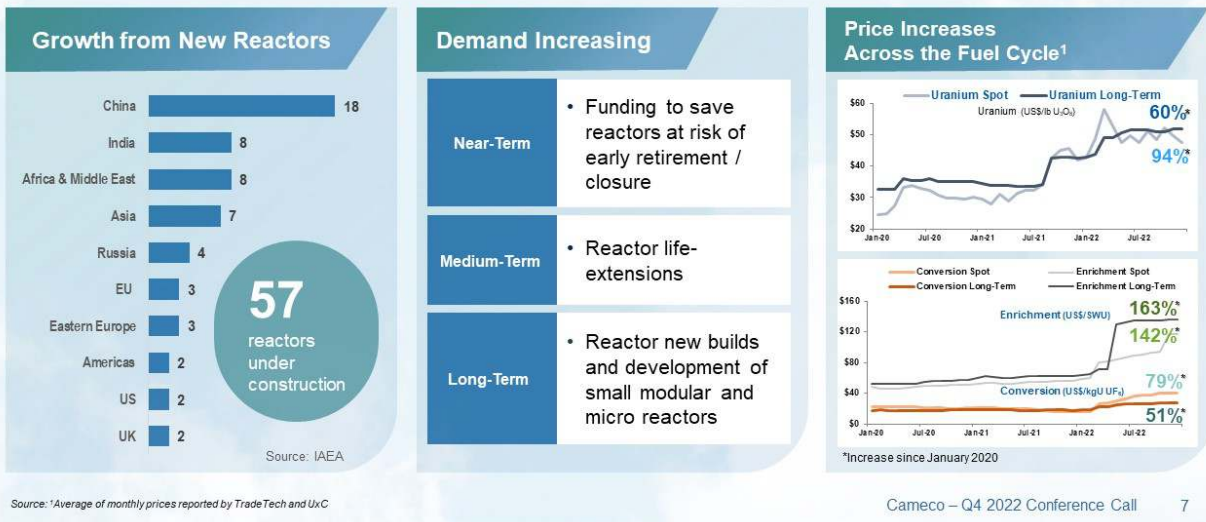 Growth from New Reactors
China 18
India 8
Africa & Middle East 8
Asia 7
Russia 4
EU 3
Eastern Europe 3
Americas 2
US 2
UK 2
57
reactors
under
construction
Source: IAEA
Demand Increasing
Near-Term
• Funding to save
reactors at risk of
early retirement /
closure
Medium-Term
• Reactor life-
extensions
Long-Term
• Reactor new builds
and development of
small modular and
micro reactors
Price Increases
Across the Fuel Cycle¹
Uranium Spot Uranium Long-Term
Uranium (US$/lb U₃O₈)
60%*
94%*
$60
$50
$40
$30
$20
Jan-20 Jul-20 Jan-21 Jul-21 Jan-22 Jul-22
Conversion Spot Enrichment Spot
Conversion Long-Term Enrichment Long-Term
Enrichment (US$/SWU)
163%*
142%*
Conversion (US$/kgU UF₆)
79%*
51%*
$160
$120
$80
$40
$0
Jan-20 Jul-20 Jan-21 Jul-21 Jan-22 Jul-22
*Increase since January 2020
Source: ¹Average of monthly prices reported by TradeTech and UxC
Cameco – Q4 2022 Conference Call 7